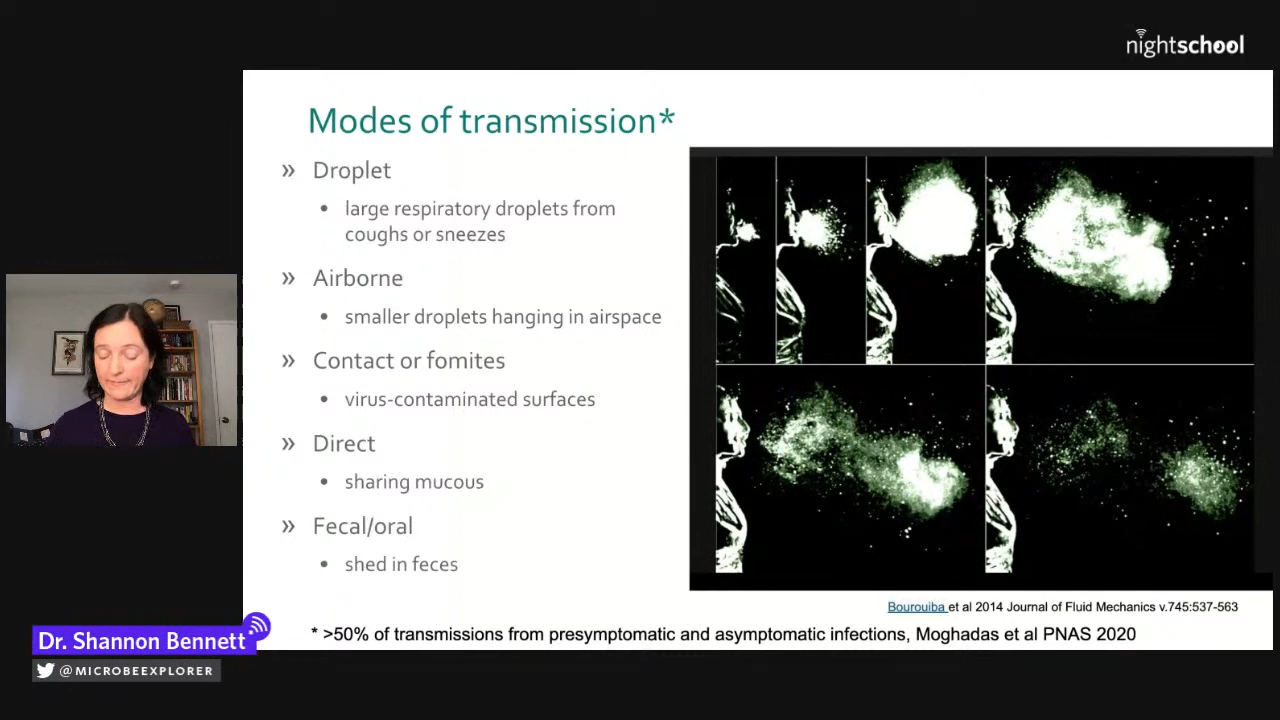 nightschool
Modes of transmission*
» Droplet
• large respiratory droplets from
coughs or sneezes
» Airborne
• smaller droplets hanging in airspace
» Contact or fomites
• virus-contaminated surfaces
» Direct
• sharing mucous
» Fecal/oral
• shed in feces
Bourouiba et al 2014 Journal of Fluid Mechanics v.745:537-563
* >50% of transmissions from presymptomatic and asymptomatic infections, Moghadas et al PNAS 2020
Dr. Shannon Bennett
@MICROBEEXPLORER